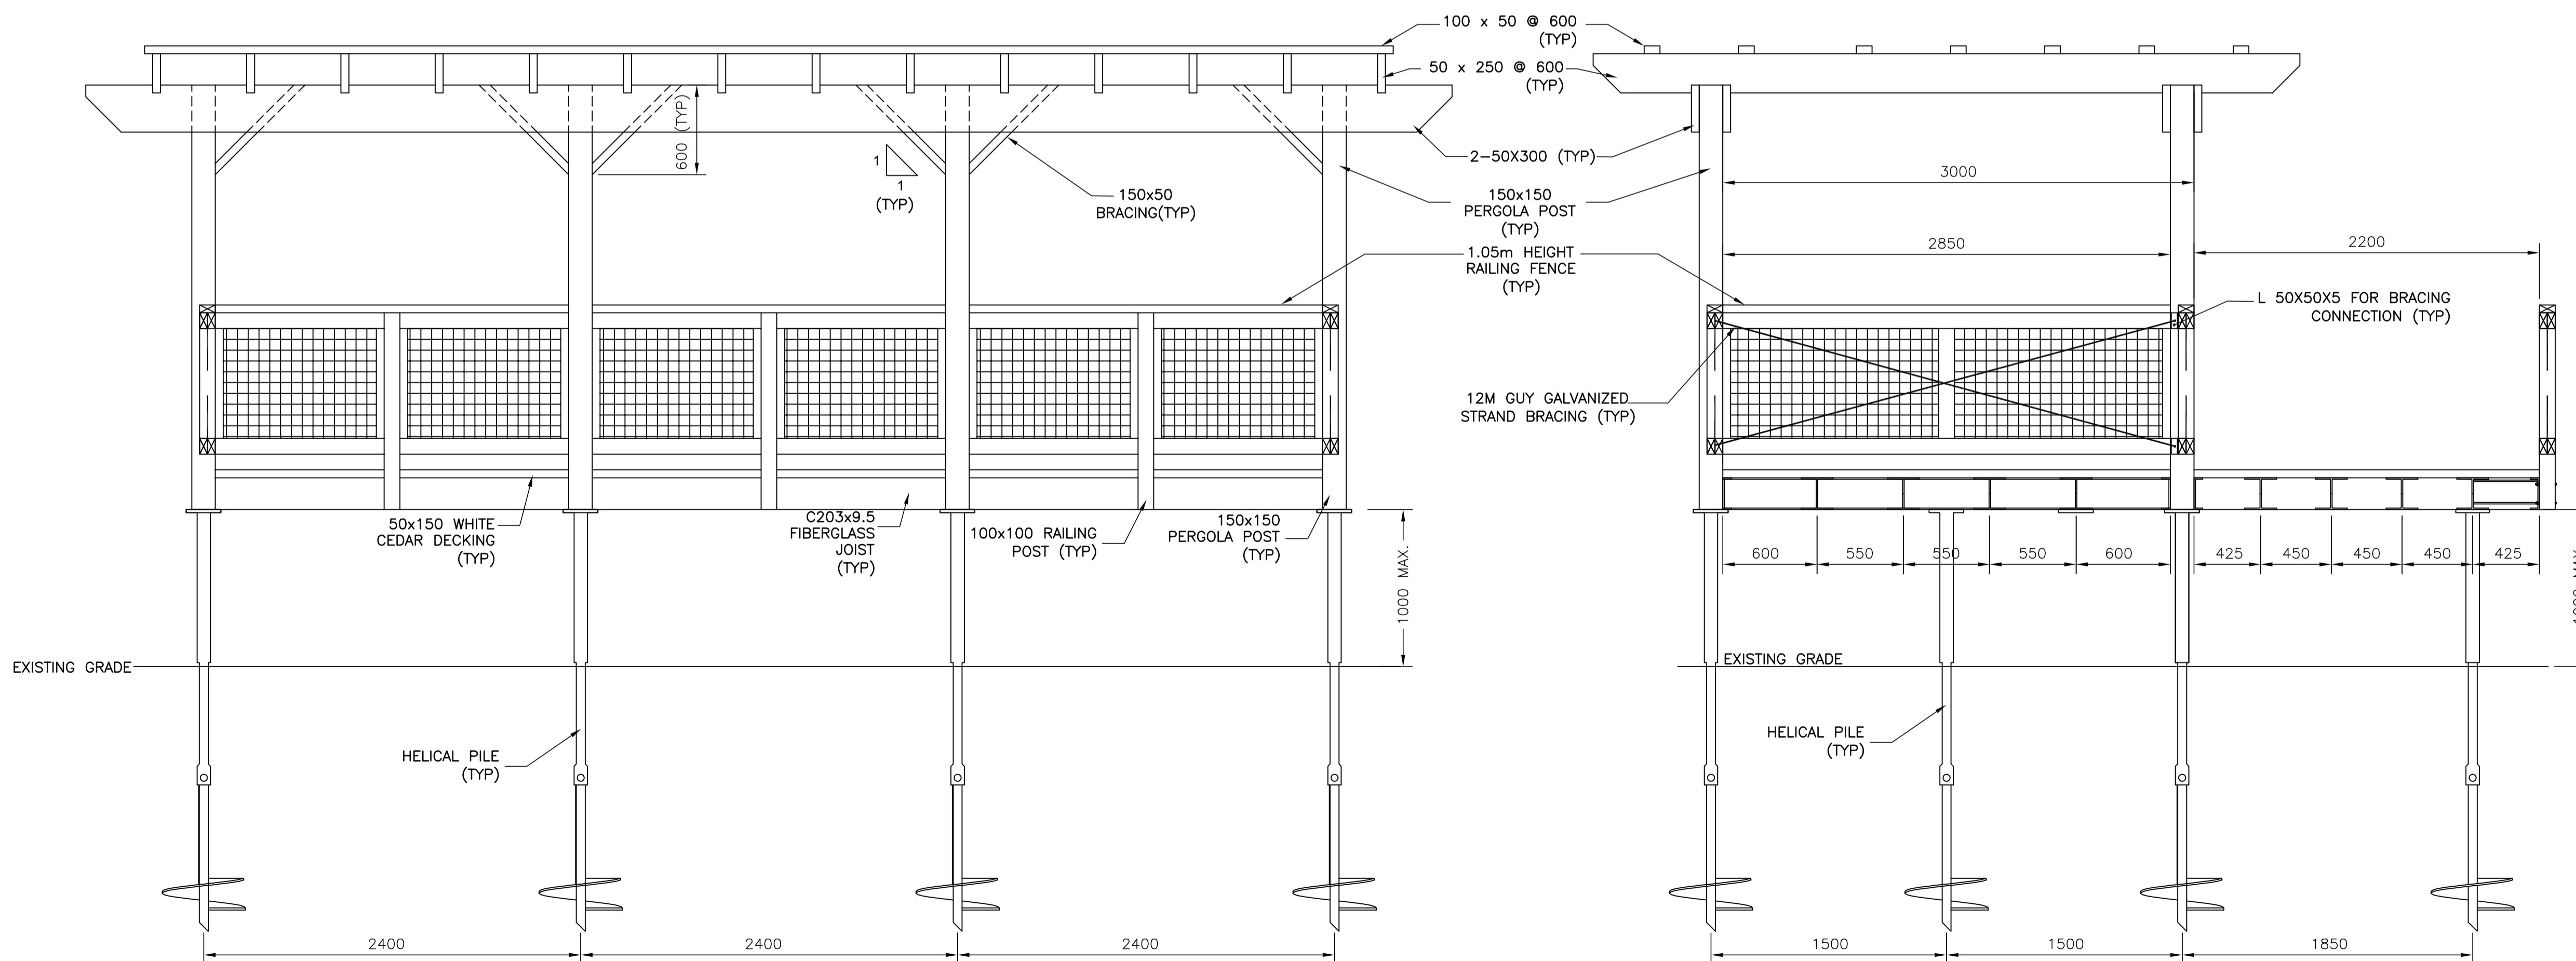 100 x 50 @ 600
(TYP)
50 x 250 @ 600
(TYP)
600 (TYP)
1
1
(TYP)
2-50X300 (TYP)
3000
150x50
BRACING(TYP)
150x150
PERGOLA POST
(TYP)
1.05m HEIGHT
RAILING FENCE
(TYP)
2850
2200
L 50X50X5 FOR BRACING
CONNECTION (TYP)
12M GUY GALVANIZED
STRAND BRACING (TYP)
50x150 WHITE
CEDAR DECKING
(TYP)
C203x9.5
FIBERGLASS
JOIST
(TYP)
100x100 RAILING
POST (TYP)
150x150
PERGOLA POST
(TYP)
1000 MAX.
600
550
550
550
600
425
450
450
450
425
EXISTING GRADE
EXISTING GRADE
HELICAL PILE
(TYP)
HELICAL PILE
(TYP)
2400
2400
2400
1500
1500
1850